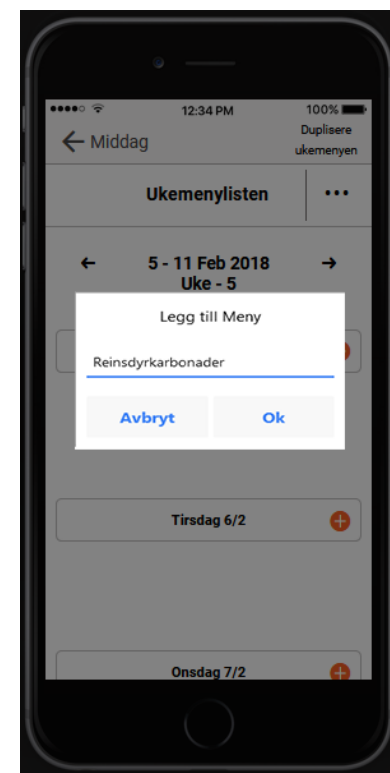 12:34 PM
100%
Middag
Duplisere
ukemenyen
Ukemenylisten
5 - 11 Feb 2018
Uke - 5
Legg till Meny
Reinsdyrkarbonader
Avbryt
Ok
Tirsdag 6/2
Onsdag 7/2